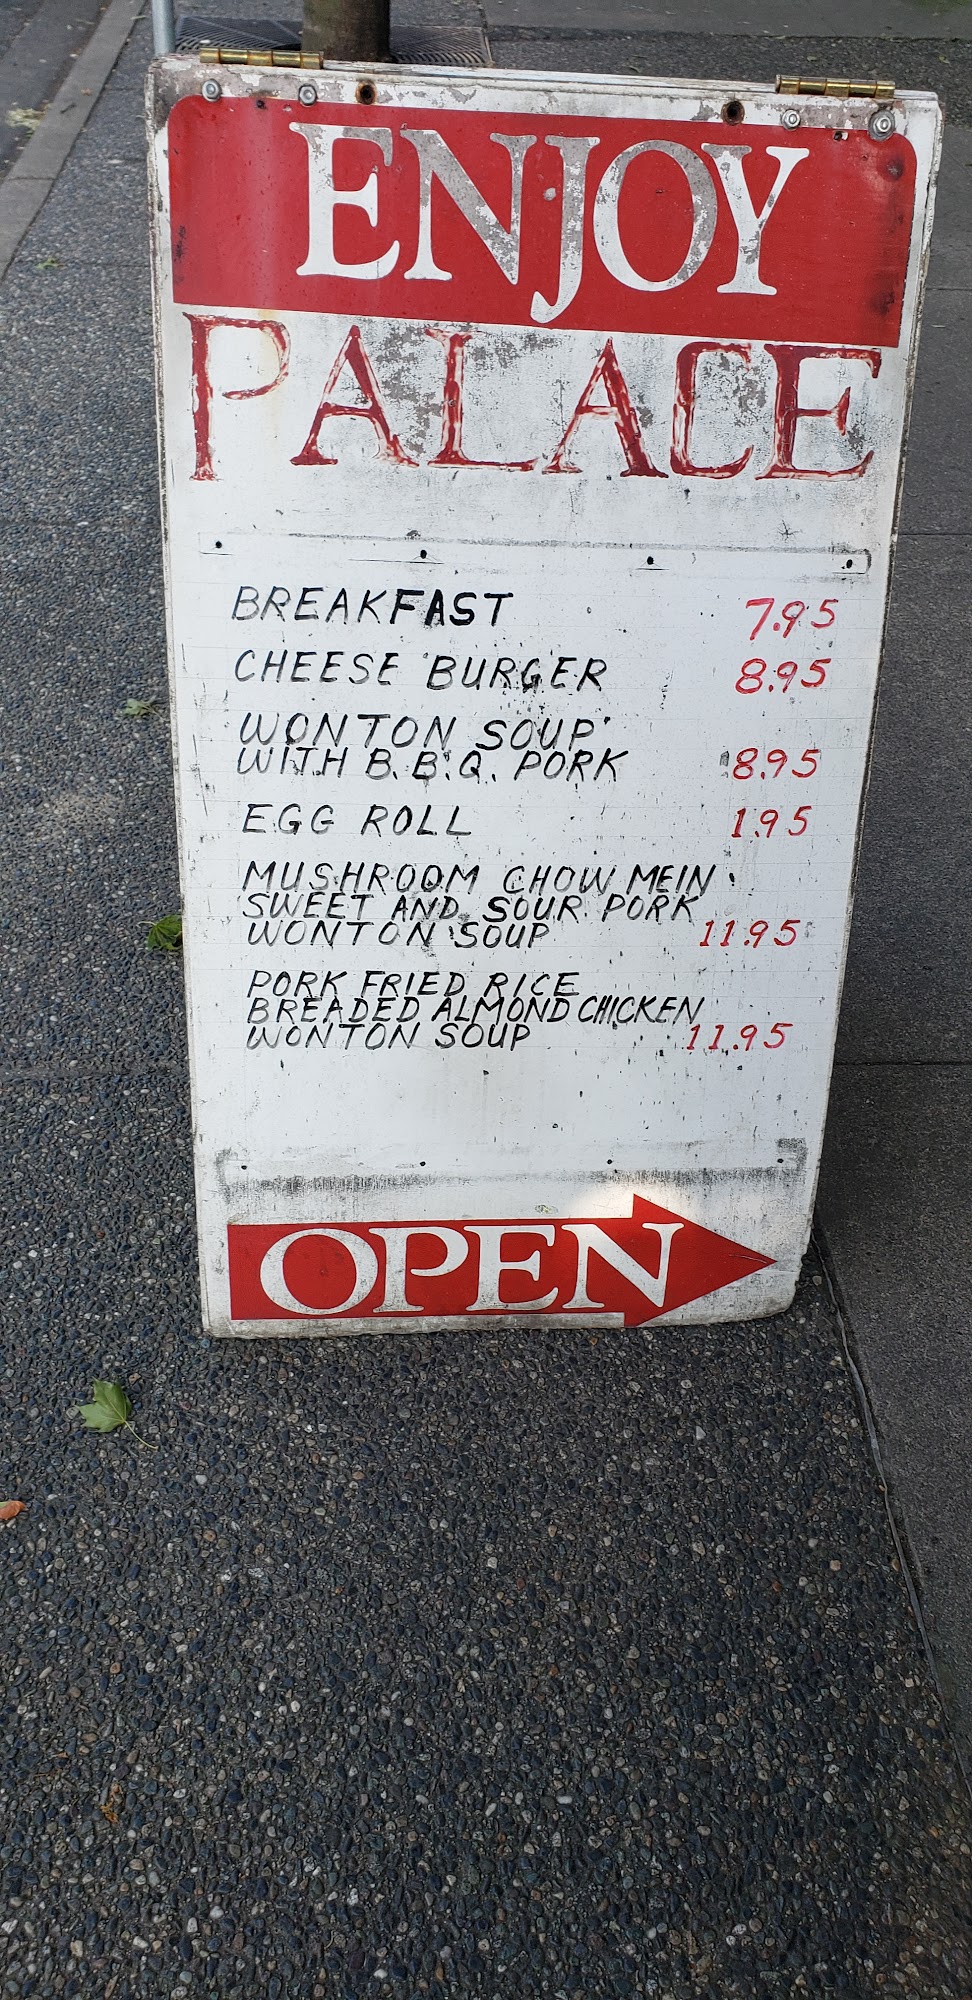 ENJOY
PALACE
BREAKFAST 7.95
CHEESE BURGER 8.95
WONTON SOUP
WITH B.B.Q. PORK 8.95
EGG ROLL 1.95
MUSHROOM CHOW MEIN
SWEET AND SOUR PORK
WONTON SOUP 11.95
PORK FRIED RICE
BREADED ALMOND CHICKEN
WONTON SOUP 11.95
OPEN